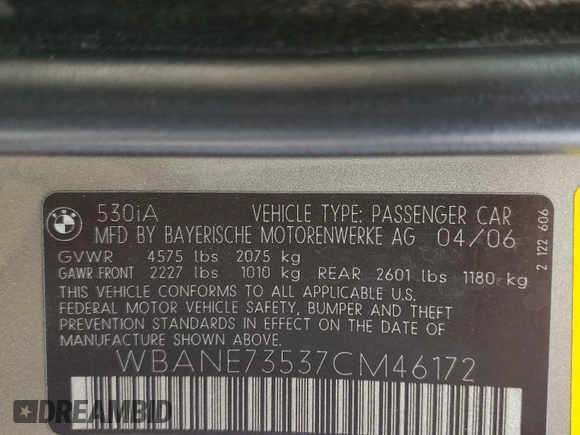 530iA VEHICLE TYPE: PASSENGER CAR
MFD. BY BAYERISCHE MOTORENWERKE AG 04/06
GVWR 4575 lbs 2075 kg
GAWR FRONT 2227 lbs 1010 kg REAR 2601 lbs 1180 kg
THIS VEHICLE CONFORMS TO ALL APPLICABLE U.S.
FEDERAL MOTOR VEHICLE SAFETY, BUMPER AND THEFT
PREVENTION STANDARDS IN EFFECT ON THE DATE OF
MANUFACTURE SHOWN ABOVE.
WBANE73537CM46172
2 122 606
DREAMBID